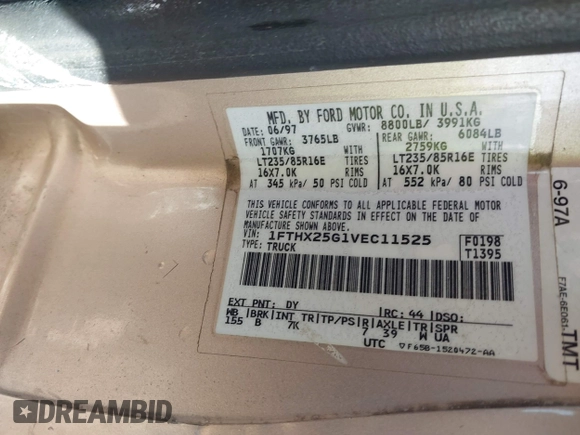 MFD. BY FORD MOTOR CO. IN U.S.A.
DATE: 06/97 GVWR: 8800LB/ 3991KG
FRONT GAWR: 3765LB REAR GAWR: 6084LB
1707KG WITH 2759KG WITH
LT235/85R16E TIRES LT235/85R16E TIRES
16X7.0K RIMS 16X7.0K RIMS
AT 345 kPa/ 50 PSI COLD AT 552 kPa/ 80 PSI COLD
THIS VEHICLE CONFORMS TO ALL APPLICABLE FEDERAL MOTOR
VEHICLE SAFETY STANDARDS IN EFFECT ON THE DATE OF
MANUFACTURE SHOWN ABOVE.
VIN: 1FTHX25G1VEC11525 F0198
TYPE: TRUCK T1395
EXT PNT: DY RC: 44 DSO:
WB BRK INT TR TP/PS R AXLE TR SPR
155 B 7K 7 39 W UA
UTC F65B-1520472-AA
6-97A
F7AE-6E061-
TMT
DREAMBID